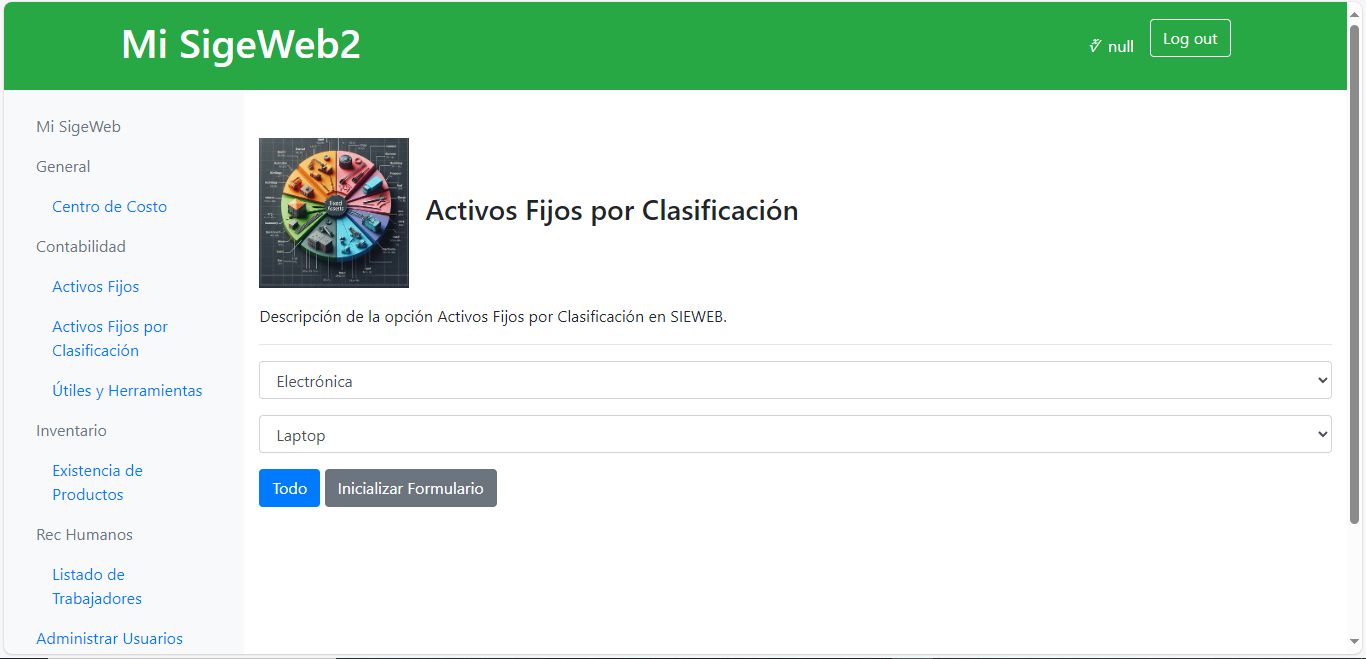 Mi SigeWeb2
null
Log out
Mi SigeWeb
General
Centro de Costo
Contabilidad
Activos Fijos
Activos Fijos por
Clasificación
Útiles y Herramientas
Inventario
Existencia de
Productos
Rec Humanos
Listado de
Trabajadores
Administrar Usuarios
Activos Fijos por Clasificación
Descripción de la opción Activos Fijos por Clasificación en SIEWEB.
Electrónica
Laptop
Todo
Inicializar Formulario